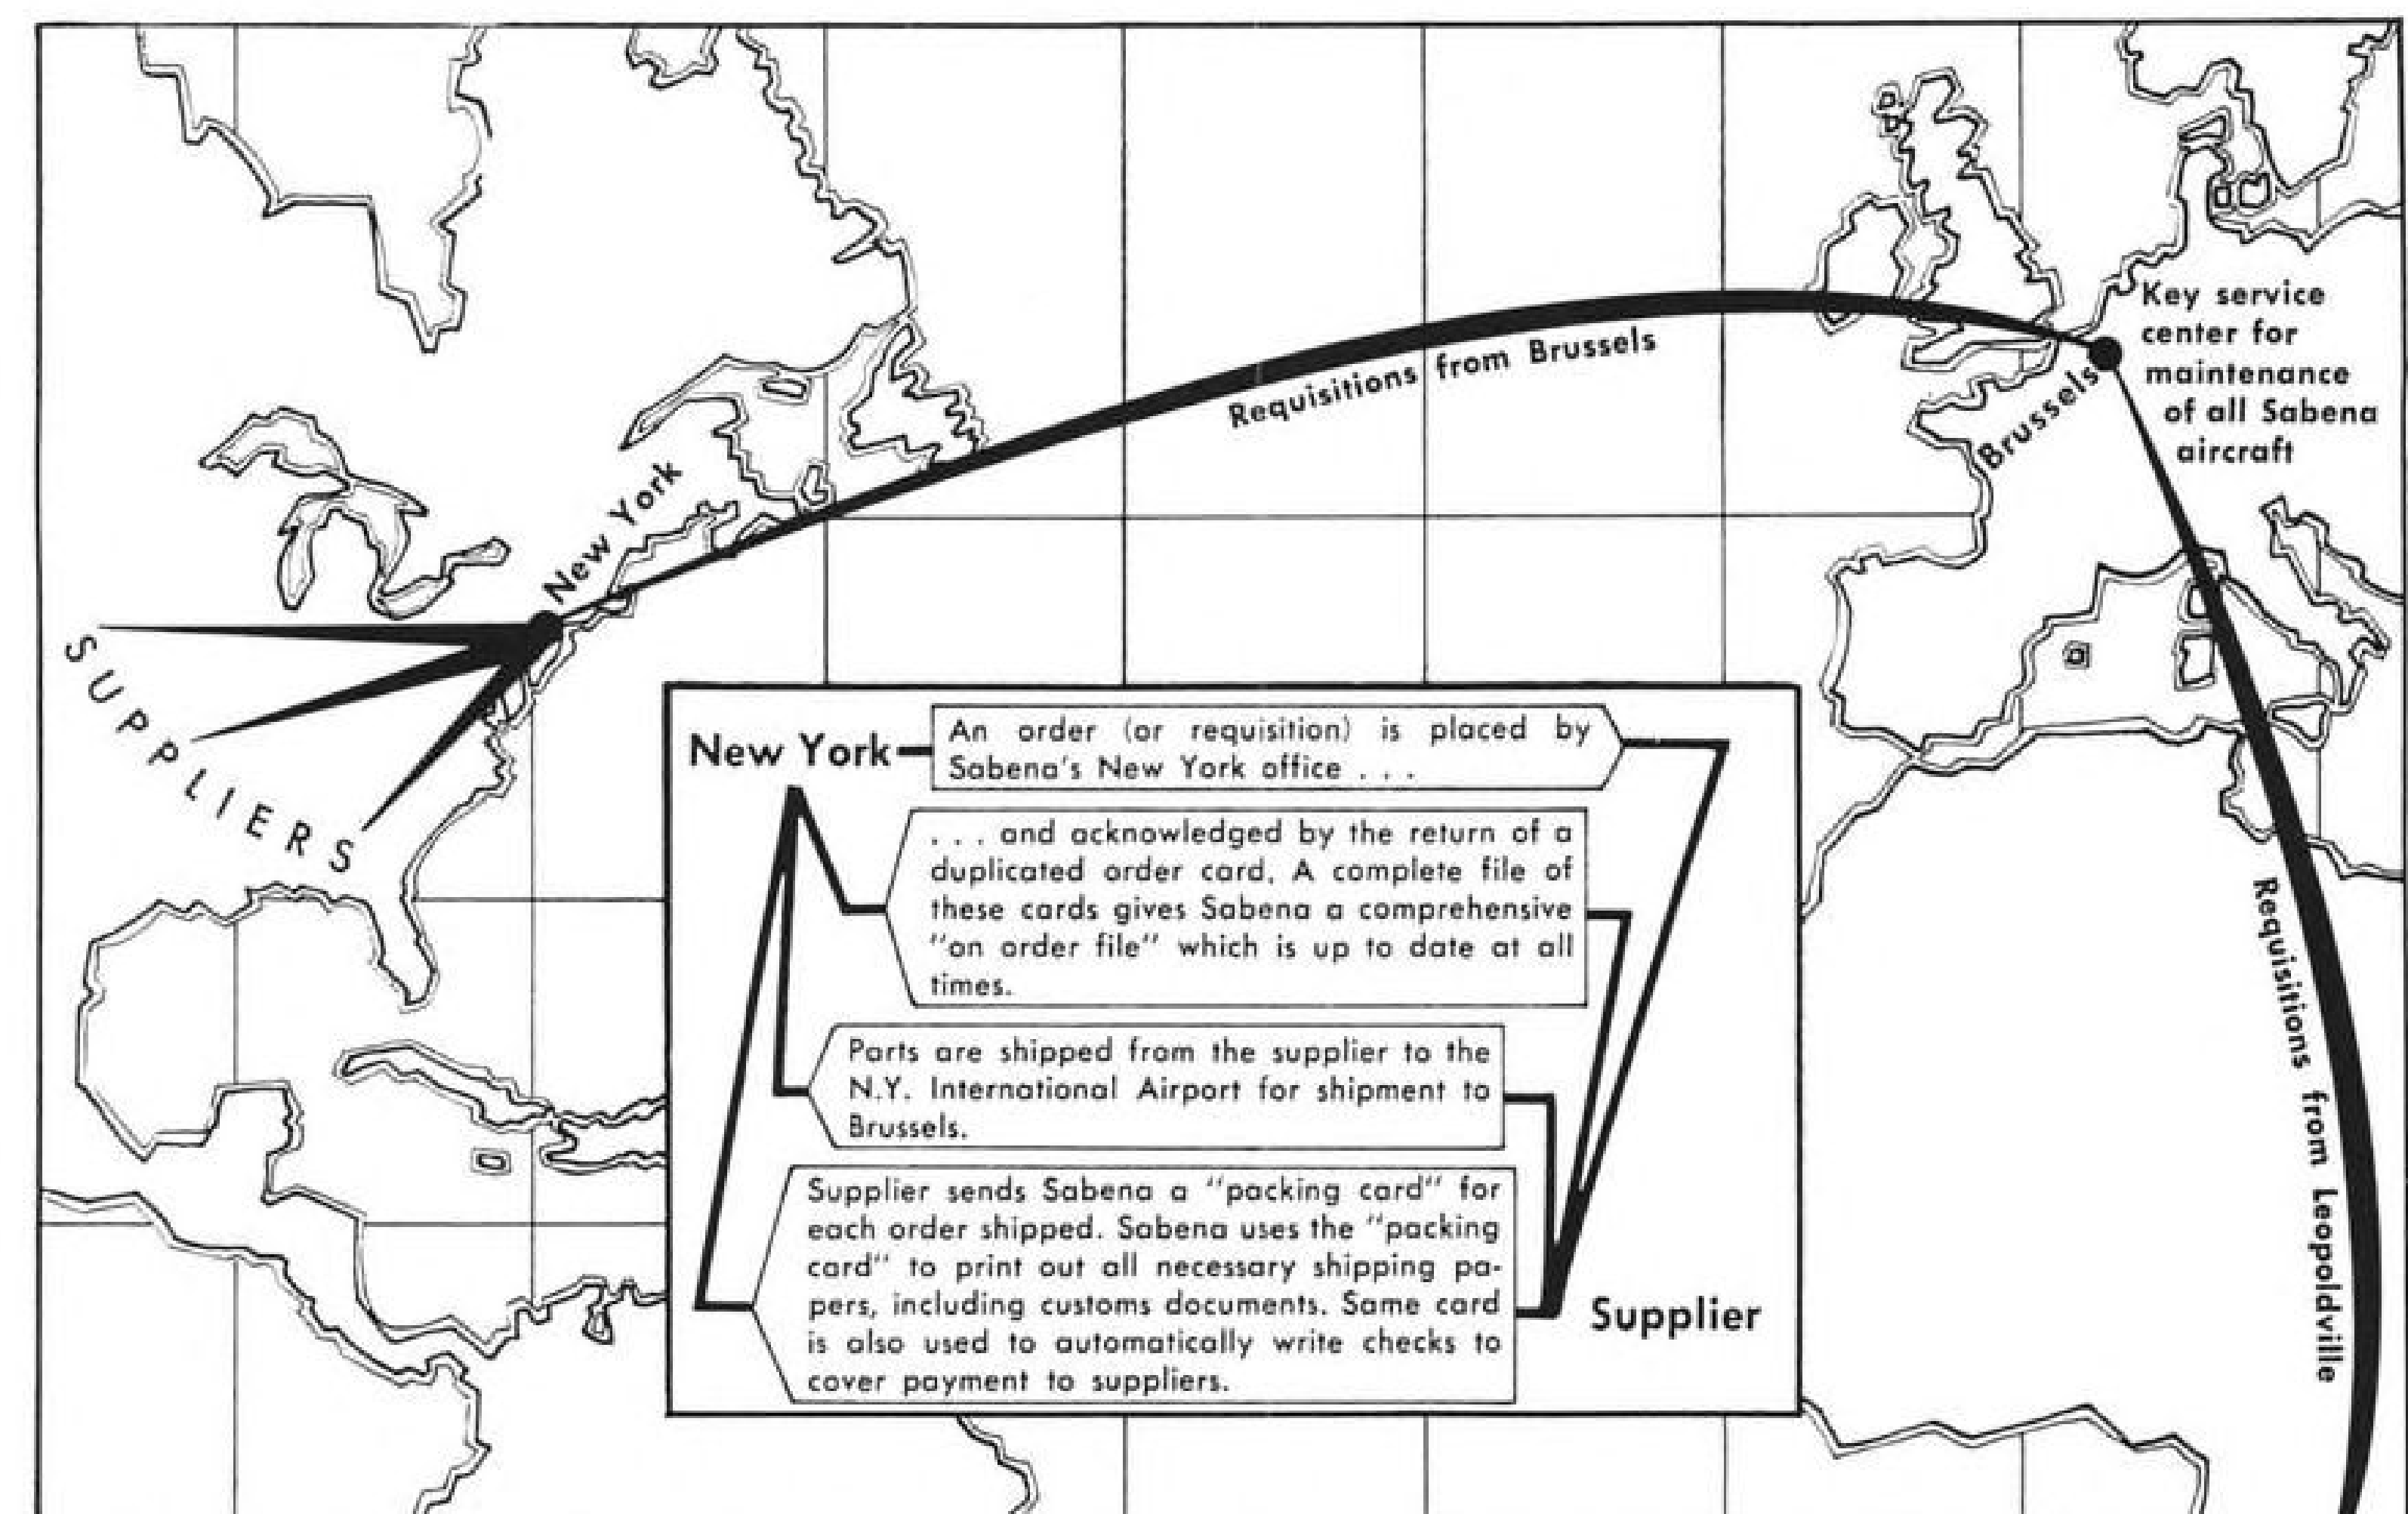 Key service
center for
maintenance
of all Sabena
aircraft
Requisitions from Brussels
Brussels
New York
SUPPLIERS
New York
An order (or requisition) is placed by
Sabena's New York office . . .
. . . and acknowledged by the return of a
duplicated order card. A complete file of
these cards gives Sabena a comprehensive
"on order file" which is up to date at all
times.
Parts are shipped from the supplier to the
N.Y. International Airport for shipment to
Brussels.
Supplier sends Sabena a "packing card" for
each order shipped. Sabena uses the "packing
card" to print out all necessary shipping pa-
pers, including customs documents. Same card
is also used to automatically write checks to
cover payment to suppliers.
Supplier
Requisitions from Leopoldville